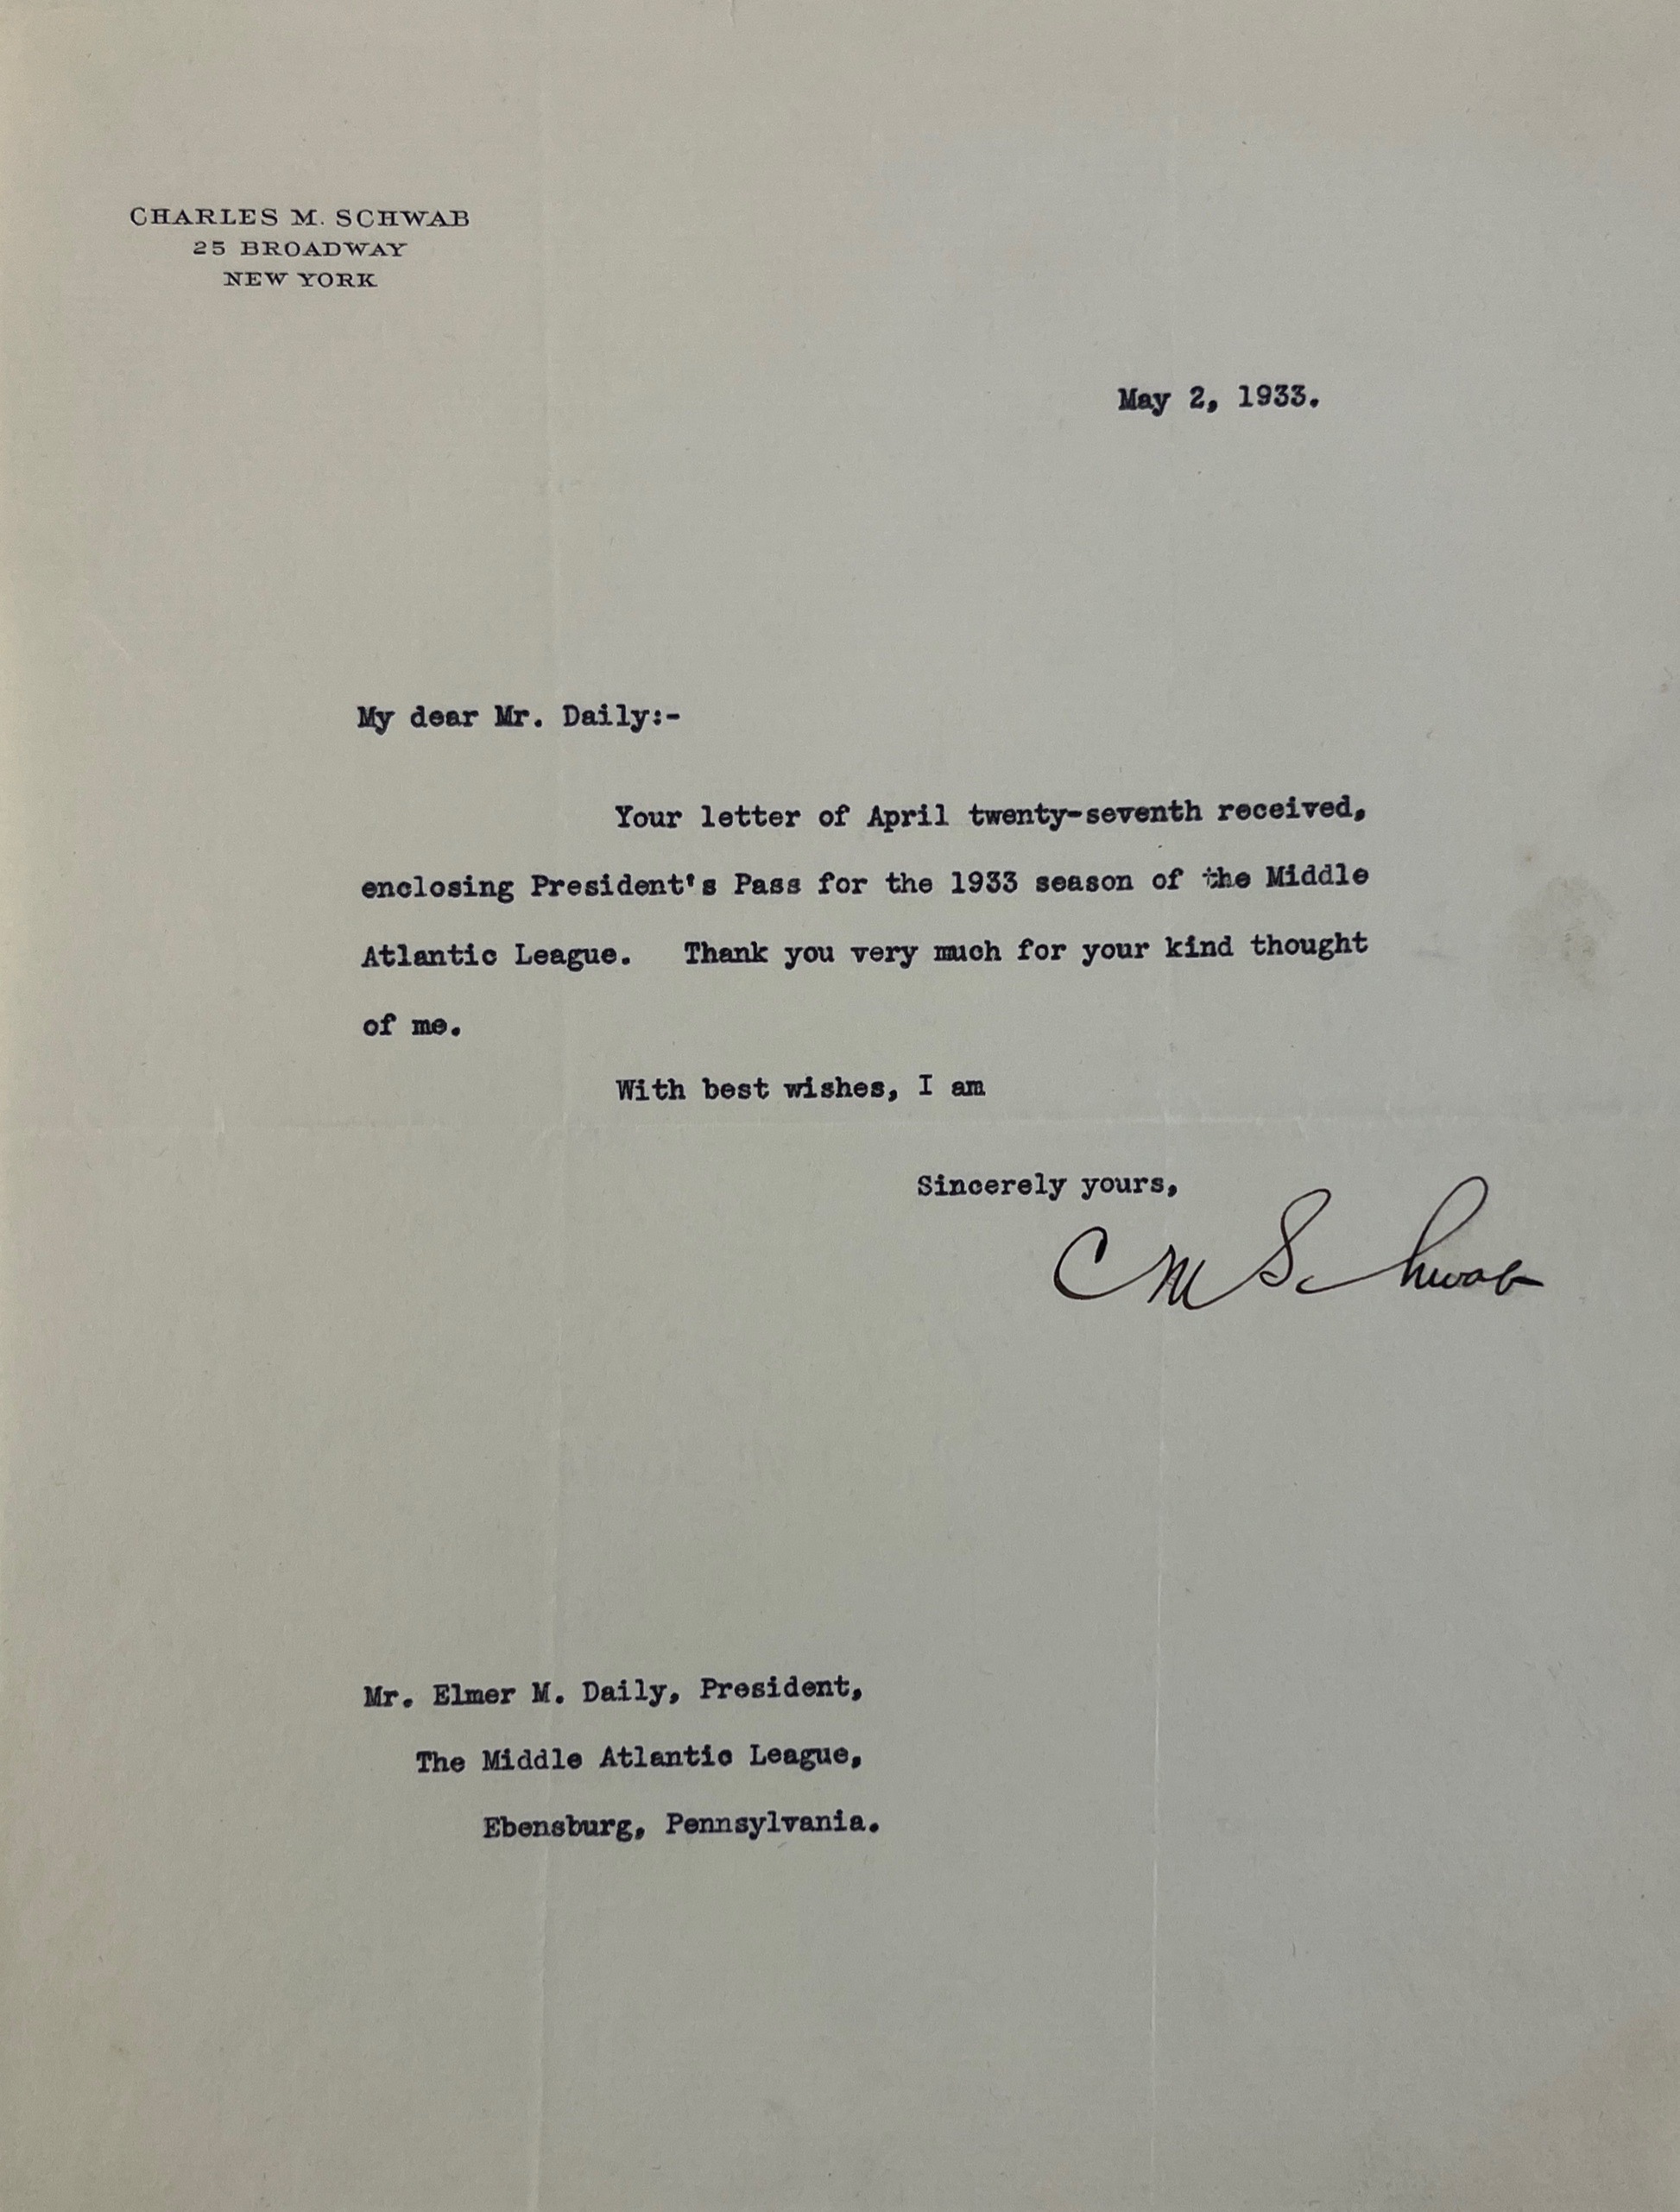 CHARLES M. SCHWAB
25 BROADWAY
NEW YORK
May 2, 1933.
My dear Mr. Daily:-
Your letter of April twenty-seventh received,
enclosing President's Pass for the 1933 season of the Middle
Atlantic League. Thank you very much for your kind thought
of me.
With best wishes, I am
Sincerely yours,
CM Schwab
Mr. Elmer M. Daily, President,
The Middle Atlantic League,
Ebensburg, Pennsylvania.